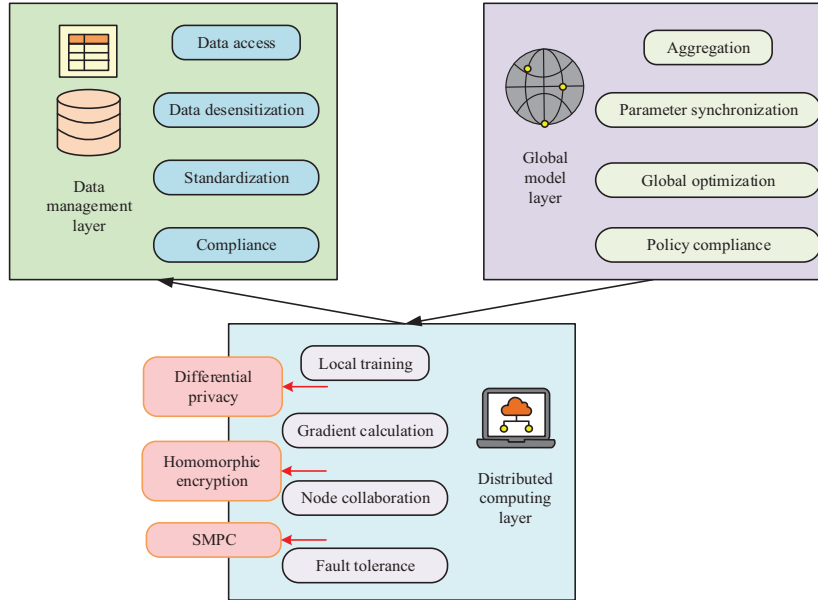 Data access
Data desensitization
Standardization
Compliance
Data
management
layer
Aggregation
Parameter synchronization
Global optimization
Policy compliance
Global
model
layer
Local training
Gradient calculation
Node collaboration
Fault tolerance
Differential
privacy
Homomorphic
encryption
SMPC
Distributed
computing
layer